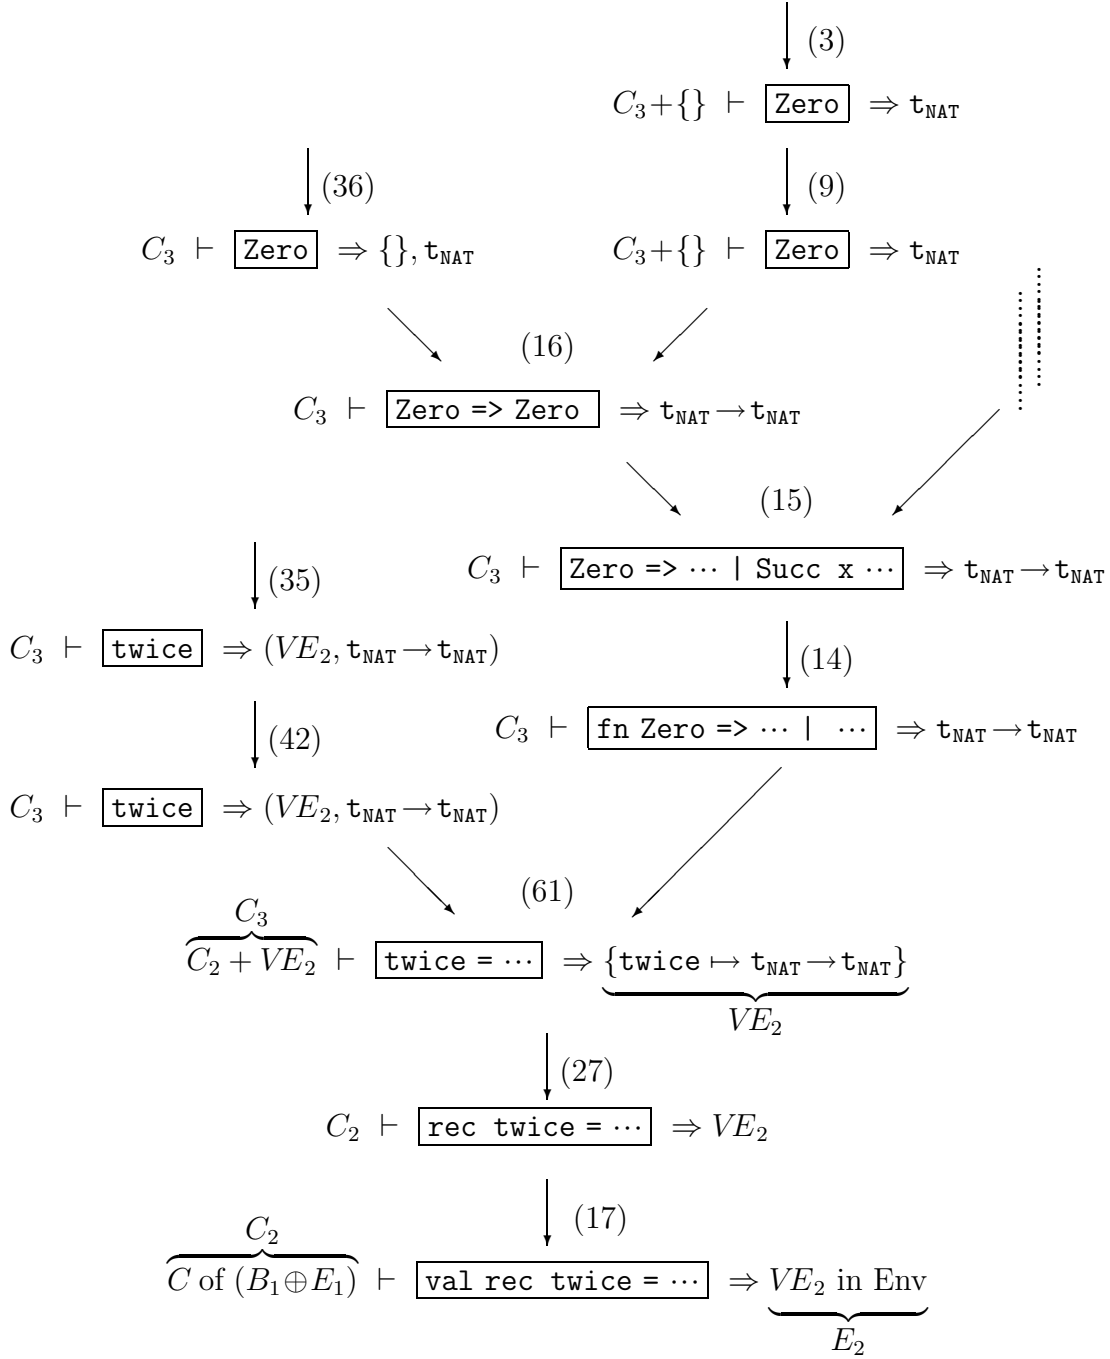 (3)
C₃+{} ⊢ Zero ⇒ t_NAT
(36) (9)
C₃ ⊢ Zero ⇒ {}, t_NAT C₃+{} ⊢ Zero ⇒ t_NAT
(16)
C₃ ⊢ Zero => Zero ⇒ t_NAT→t_NAT
(15)
C₃ ⊢ Zero => ⋯ | Succ x ⋯ ⇒ t_NAT→t_NAT
(35)
C₃ ⊢ twice ⇒ (VE₂, t_NAT→t_NAT)
(14)
C₃ ⊢ fn Zero => ⋯ | ⋯ ⇒ t_NAT→t_NAT
(42)
C₃ ⊢ twice ⇒ (VE₂, t_NAT→t_NAT)
(61)
C₃
C₂ + VE₂ ⊢ twice = ⋯ ⇒ {twice ↦ t_NAT→t_NAT}
VE₂
(27)
C₂ ⊢ rec twice = ⋯ ⇒ VE₂
(17)
C₂
C of (B₁⊕E₁) ⊢ val rec twice = ⋯ ⇒ VE₂ in Env
E₂